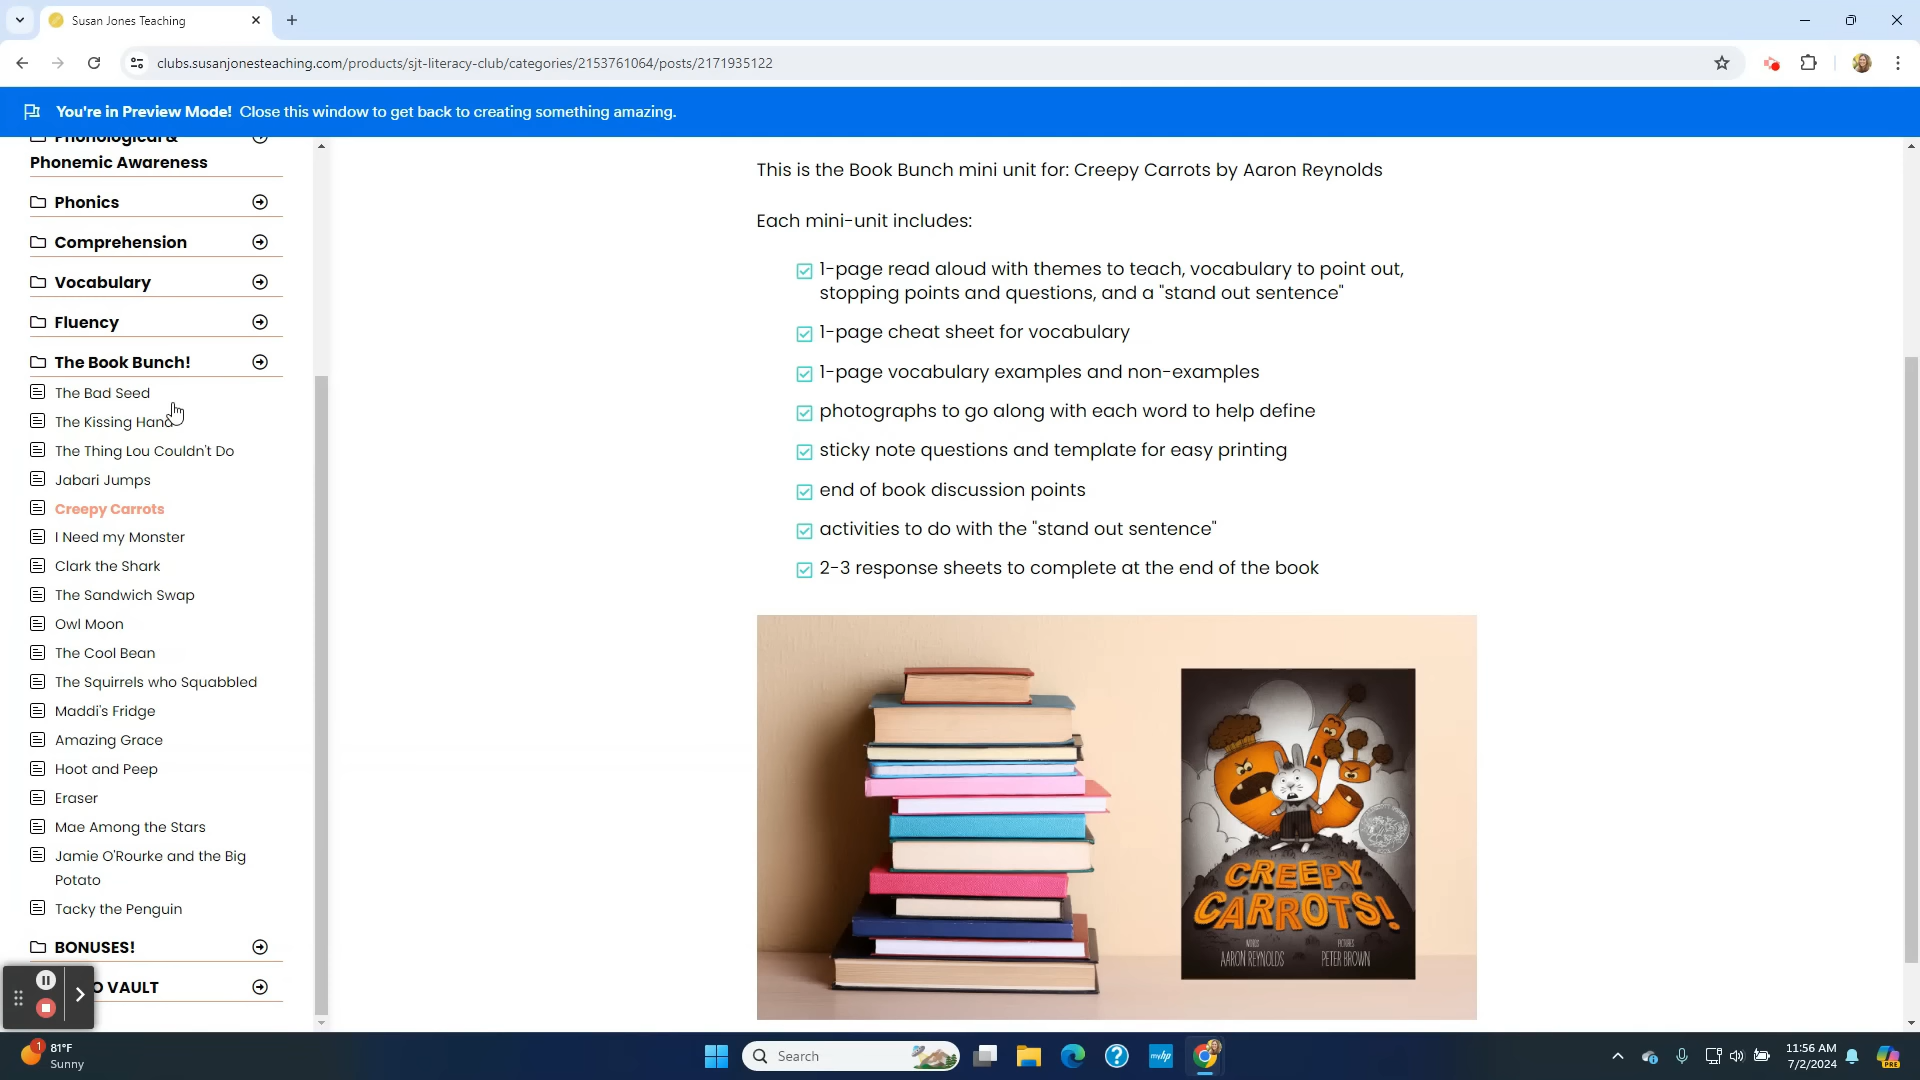 Susan Jones Teaching
clubs.susanjonesteaching.com/products/sjt-literacy-club/categories/2153761064/posts/2171935122
You're in Preview Mode! Close this window to get back to creating something amazing.
Phonological &
Phonemic Awareness
Phonics
Comprehension
Vocabulary
Fluency
The Book Bunch!
The Bad Seed
The Kissing Hand
The Thing Lou Couldn't Do
Jabari Jumps
Creepy Carrots
I Need my Monster
Clark the Shark
The Sandwich Swap
Owl Moon
The Cool Bean
The Squirrels who Squabbled
Maddi's Fridge
Amazing Grace
Hoot and Peep
Eraser
Mae Among the Stars
Jamie O'Rourke and the Big
Potato
Tacky the Penguin
BONUSES!
O VAULT
This is the Book Bunch mini unit for: Creepy Carrots by Aaron Reynolds
Each mini-unit includes:
1-page read aloud with themes to teach, vocabulary to point out,
stopping points and questions, and a "stand out sentence"
1-page cheat sheet for vocabulary
1-page vocabulary examples and non-examples
photographs to go along with each word to help define
sticky note questions and template for easy printing
end of book discussion points
activities to do with the "stand out sentence"
2-3 response sheets to complete at the end of the book
CREEPY
CARROTS!
WORDS
AARON REYNOLDS
PICTURES
PETER BROWN
1
81°F
Sunny
Search
myhp
11:56 AM
7/2/2024
PRE